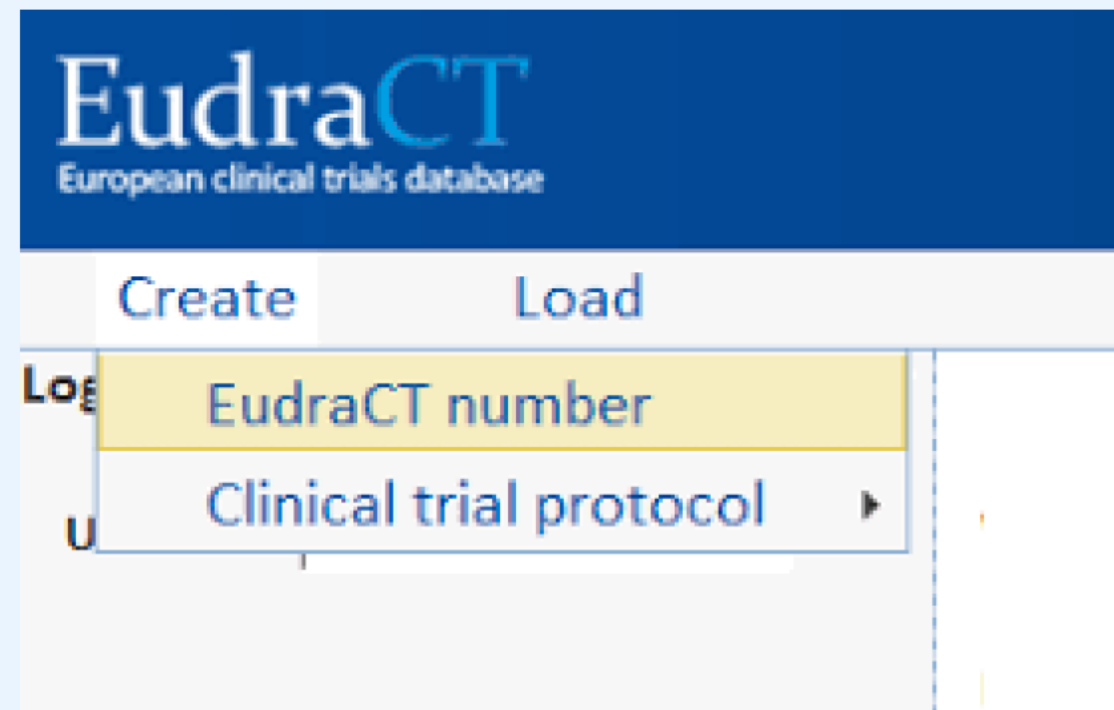 EudraCT
European clinical trials database
Create Load
EudraCT number
Clinical trial protocol